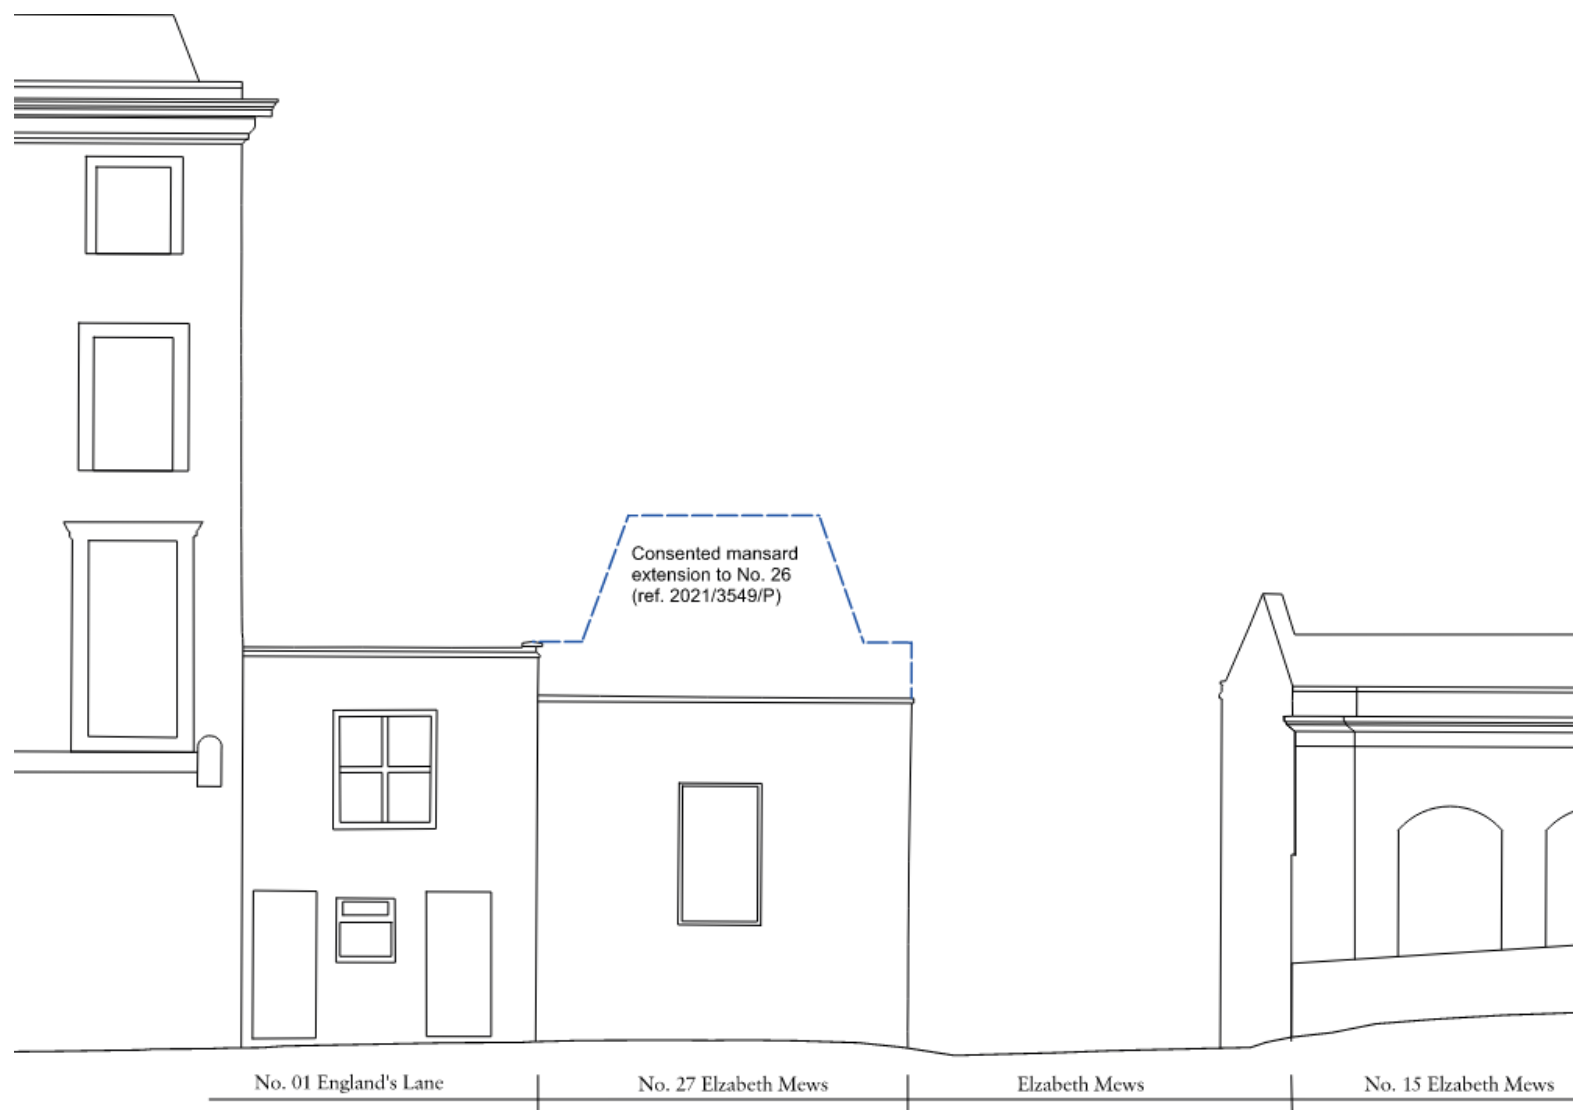 Consented mansard
extension to No. 26
(ref. 2021/3549/P)
No. 01 England's Lane
No. 27 Elzabeth Mews
Elzabeth Mews
No. 15 Elzabeth Mews